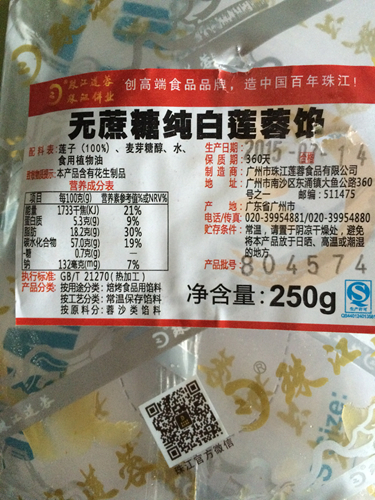 珠江莲蓉
珠江饼业
创高端食品品牌，造中国百年珠江!
无蔗糖纯白莲蓉馅
配料表: 莲子 (100%)、麦芽糖醇、水、
食用植物油
本产品含有花生制品
营养成分表
项目 每100克(g) 营养素参考值%或NRV%
能量 1733千焦(KJ) 21%
蛋白质 5.3克(g) 9%
脂肪 18.2克(g) 30%
碳水化合物 57.0克(g) 19%
-糖 0.7克(g) —
钠 132毫克(mg) 7%
执行标准: GB/T 21270(热加工)
产品分类: 按用途分类: 焙烤食品用馅料
按工艺分类: 常温保存馅料
按原料分: 蓉沙类馅料
生产日期: 2015-07-14
保质期: 360天
制造商: 广州市珠江莲蓉食品有限公司
地址: 广州市南沙区东涌镇大鱼公路360
号之一 邮编: 511475
产地: 广东省广州市
电话/传真: 020-39954881/020-39954880
贮存条件: 常温, 请置于阴凉干燥处, 避免
将本产品放于日晒、高温或潮湿
的地方
产品批号 804574
净含量: 250g
珠江官方微信